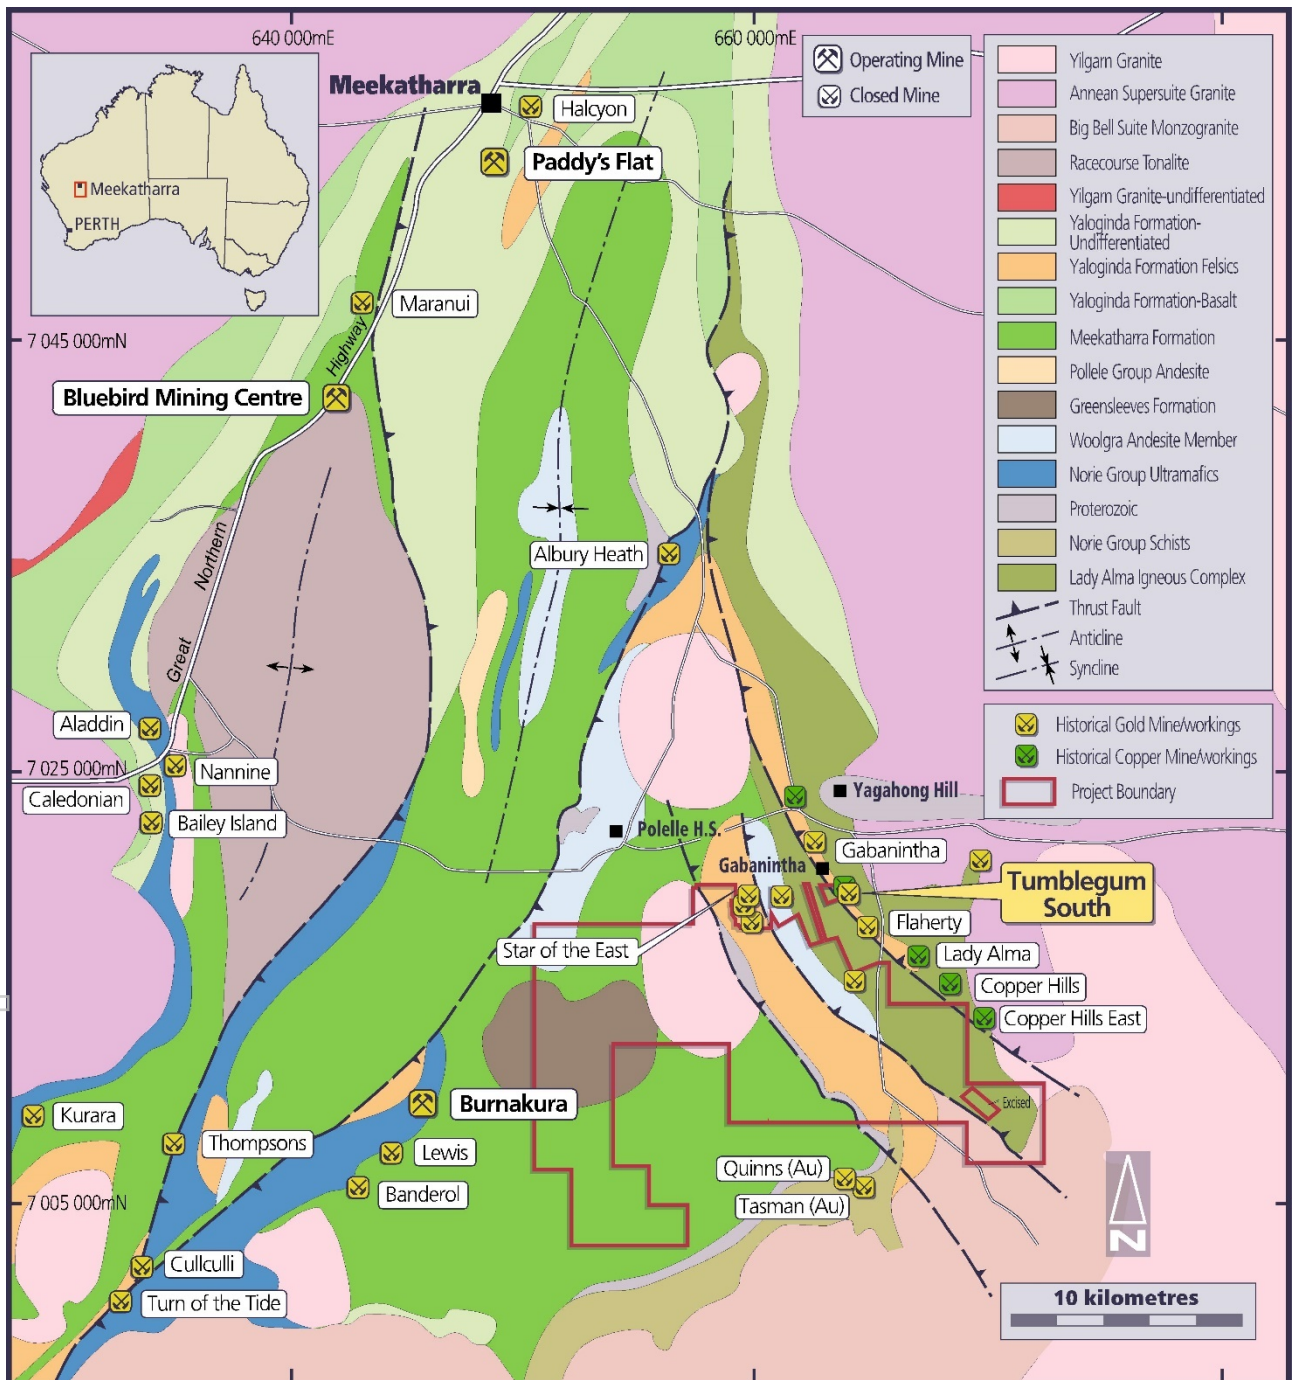 640 000mE
660 000mE
Meekatharra
Halcyon
Paddy's Flat
Operating Mine
Closed Mine
Meekatharra
PERTH
Maranui
7 045 000mN
Highway
Bluebird Mining Centre
Northern
Great
Albury Heath
Aladdin
7 025 000mN
Nannine
Caledonian
Bailey Island
Yagahong Hill
Polelle H.S.
Gabanintha
Gabanintha
Tumblegum
South
Star of the East
Flaherty
Lady Alma
Copper Hills
Copper Hills East
Excised
Burnakura
Kurara
Thompsons
Lewis
Banderol
Quinns (Au)
Tasman (Au)
7 005 000mN
Cullculli
Turn of the Tide
N
10 kilometres
Yilgarn Granite
Annean Supersuite Granite
Big Bell Suite Monzogranite
Racecourse Tonalite
Yilgarn Granite-undifferentiated
Yaloginda Formation-
Undifferentiated
Yaloginda Formation Felsics
Yaloginda Formation-Basalt
Meekatharra Formation
Pollele Group Andesite
Greensleeves Formation
Woolgra Andesite Member
Norie Group Ultramafics
Proterozoic
Norie Group Schists
Lady Alma Igneous Complex
Thrust Fault
Anticline
Syncline
Historical Gold Mine/workings
Historical Copper Mine/workings
Project Boundary